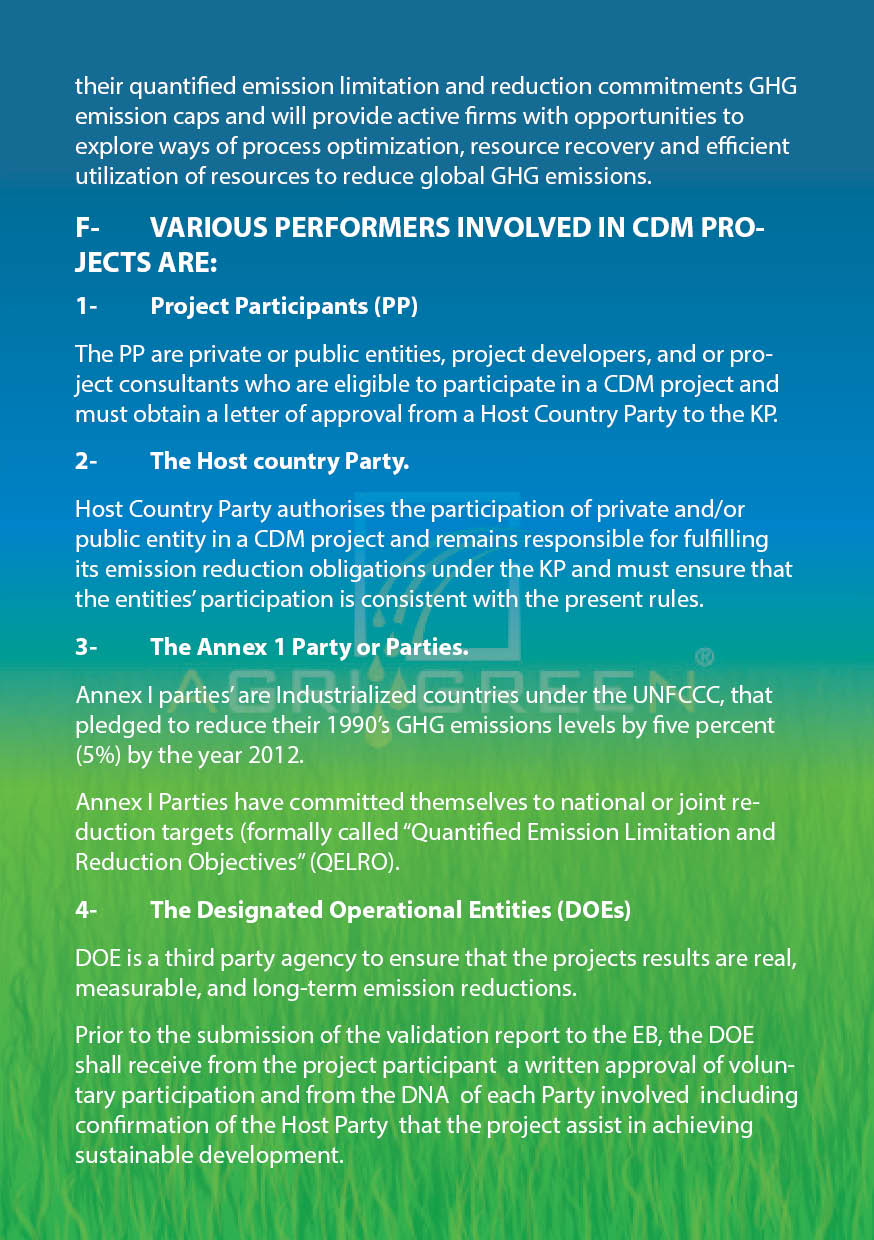 their quantified emission limitation and reduction commitments GHG
emission caps and will provide active firms with opportunities to
explore ways of process optimization, resource recovery and efficient
utilization of resources to reduce global GHG emissions.
F- VARIOUS PERFORMERS INVOLVED IN CDM PRO-
JECTS ARE:
1- Project Participants (PP)
The PP are private or public entities, project developers, and or pro-
ject consultants who are eligible to participate in a CDM project and
must obtain a letter of approval from a Host Country Party to the KP.
2- The Host country Party.
Host Country Party authorises the participation of private and/or
public entity in a CDM project and remains responsible for fulfilling
its emission reduction obligations under the KP and must ensure that
the entities’ participation is consistent with the present rules.
3- The Annex 1 Party or Parties.
AGRI GREEN®
Annex I parties’ are Industrialized countries under the UNFCCC, that
pledged to reduce their 1990’s GHG emissions levels by five percent
(5%) by the year 2012.
Annex I Parties have committed themselves to national or joint re-
duction targets (formally called “Quantified Emission Limitation and
Reduction Objectives” (QELRO).
4- The Designated Operational Entities (DOEs)
DOE is a third party agency to ensure that the projects results are real,
measurable, and long-term emission reductions.
Prior to the submission of the validation report to the EB, the DOE
shall receive from the project participant a written approval of volun-
tary participation and from the DNA of each Party involved including
confirmation of the Host Party that the project assist in achieving
sustainable development.